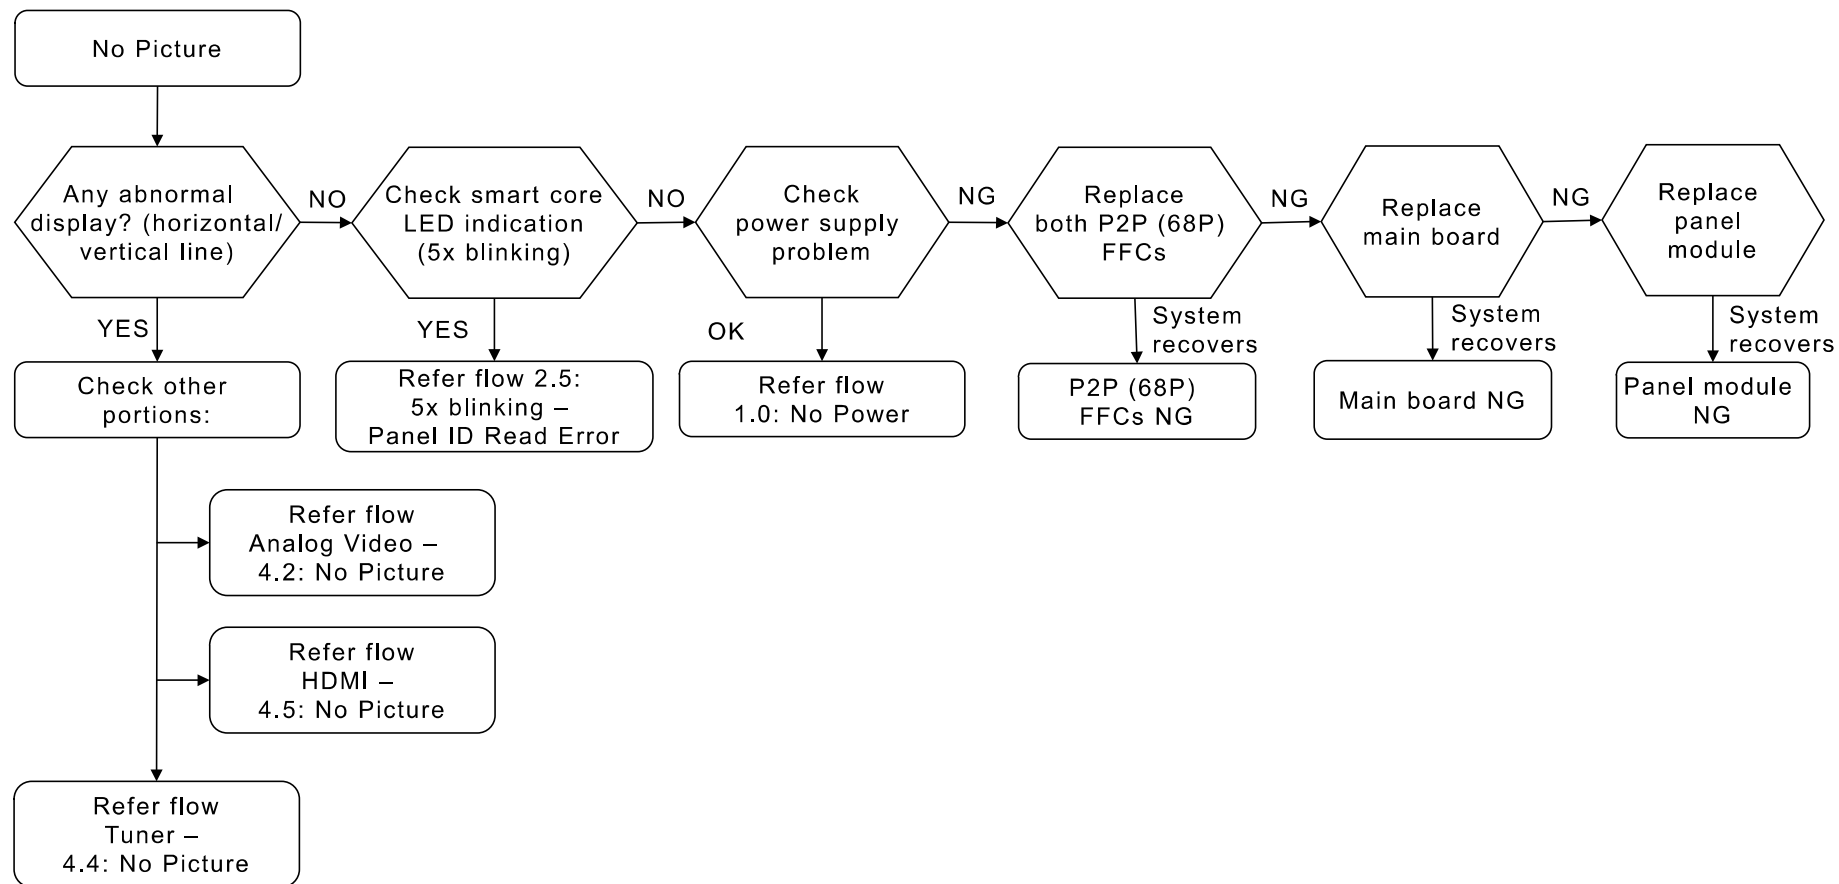 No Picture
Any abnormal
display? (horizontal/
vertical line)
NO
Check smart core
LED indication
(5x blinking)
NO
Check
power supply
problem
NG
Replace
both P2P (68P)
FFCs
NG
Replace
main board
NG
Replace
panel
module
YES
YES
OK
System
recovers
System
recovers
System
recovers
Check other
portions:
Refer flow 2.5:
5x blinking –
Panel ID Read Error
Refer flow
1.0: No Power
P2P (68P)
FFCs NG
Main board NG
Panel module
NG
Refer flow
Analog Video –
4.2: No Picture
Refer flow
HDMI –
4.5: No Picture
Refer flow
Tuner –
4.4: No Picture